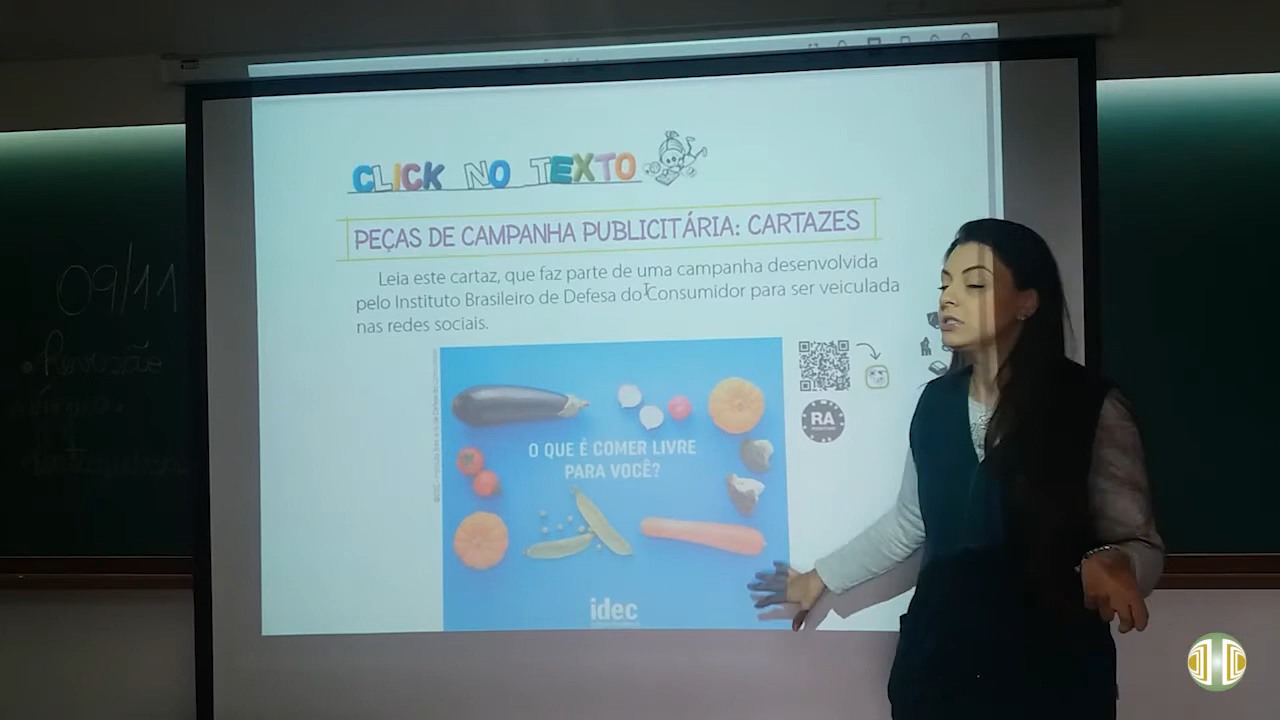 CLICK NO TEXTO
PEÇAS DE CAMPANHA PUBLICITÁRIA: CARTAZES
Leia este cartaz, que faz parte de uma campanha desenvolvida
pelo Instituto Brasileiro de Defesa do Consumidor para ser veiculada
nas redes sociais.
O QUE É COMER LIVRE
PARA VOCÊ?
idec
RA
09/11
• Revisão